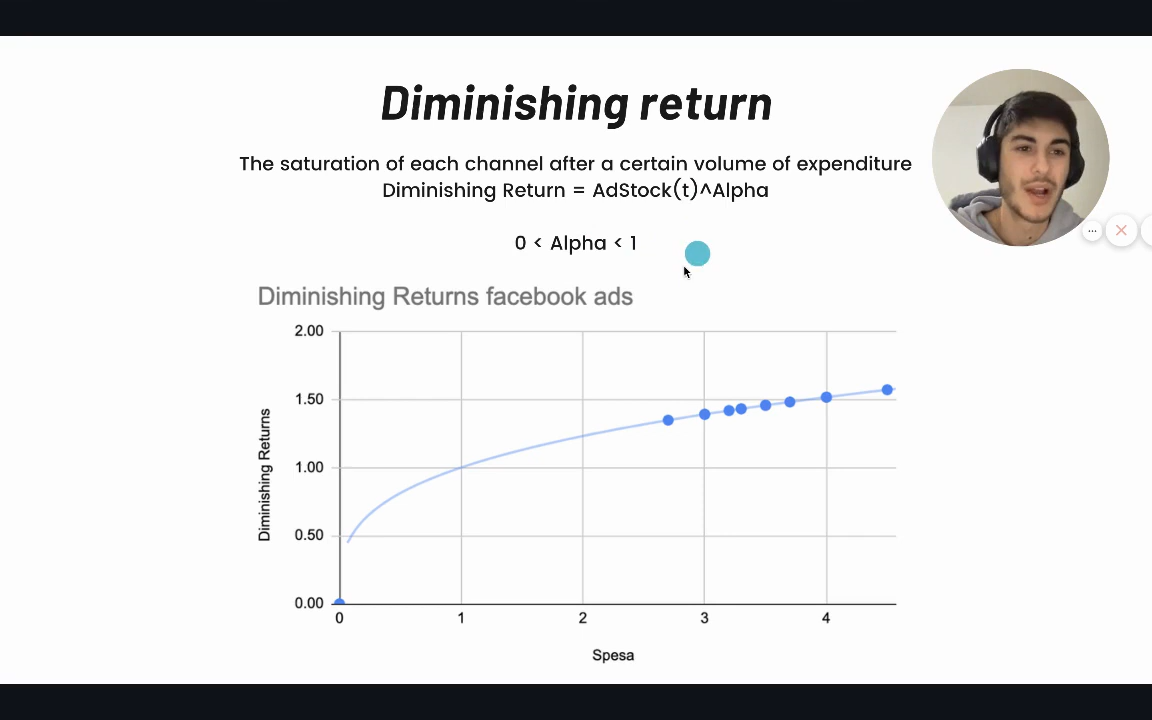 Diminishing return
The saturation of each channel after a certain volume of expenditure
Diminishing Return = AdStock(t)^Alpha
0 < Alpha < 1
Diminishing Returns facebook ads
Diminishing Returns
2.00
1.50
1.00
0.50
0.00
0 1 2 3 4
Spesa